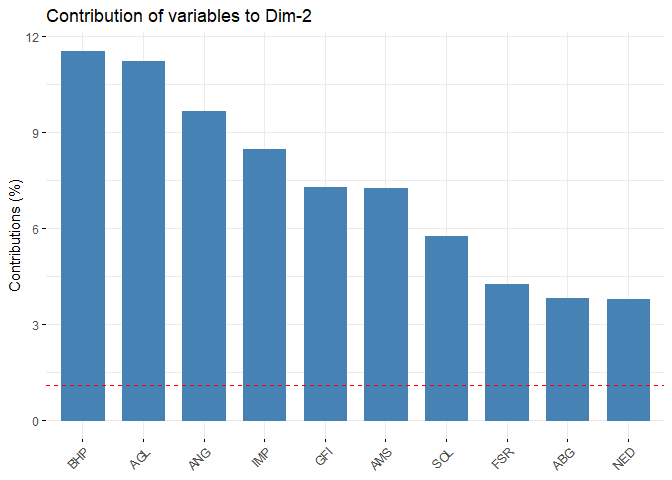 Contribution of variables to Dim-2
Contributions (%)
12
9
6
3
0
BHP
AGL
ANG
IMP
GFI
AMS
SOL
FSR
ABG
NED